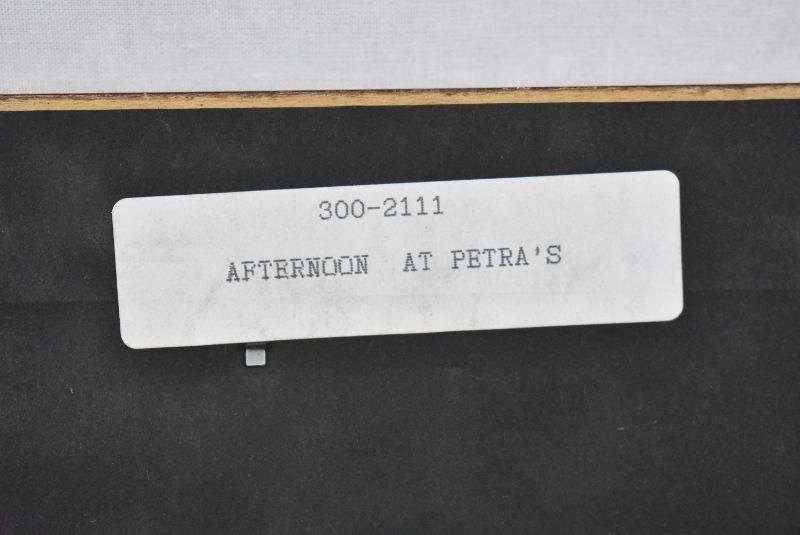 300-2111
AFTERNOON AT PETRA'S